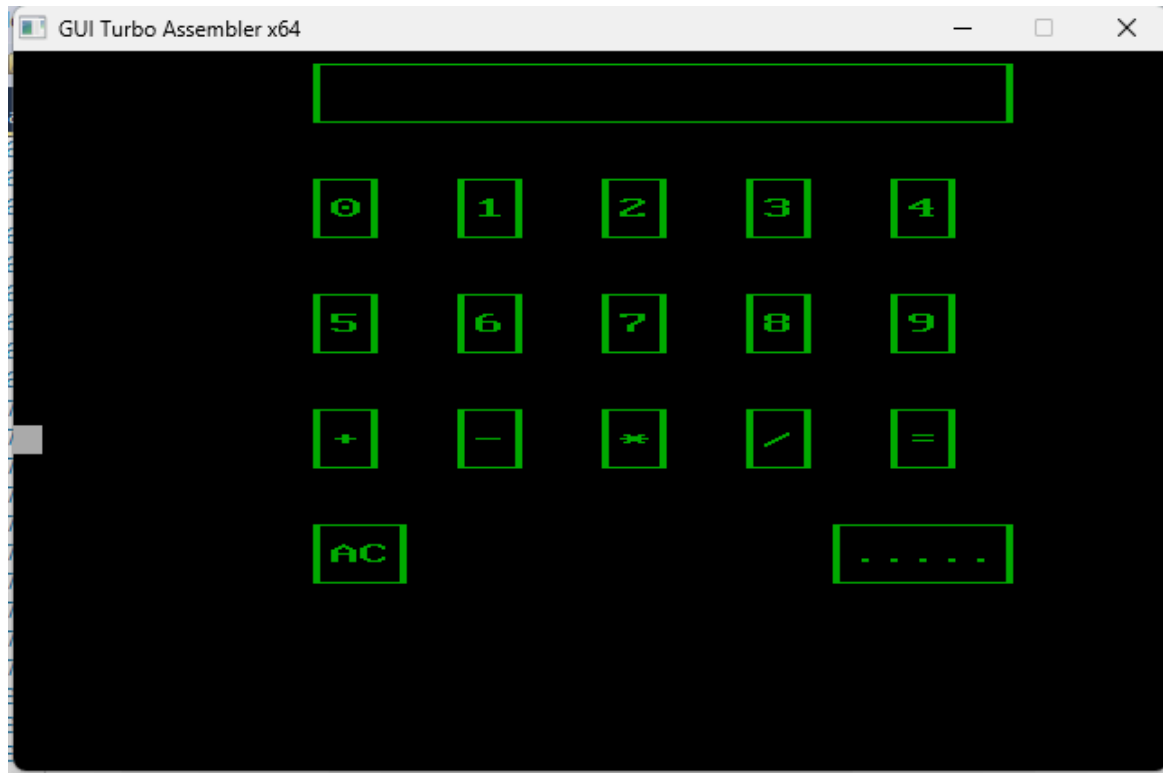 GUI Turbo Assembler x64
0 1 2 3 4
5 6 7 8 9
+ - * / =
AC .....